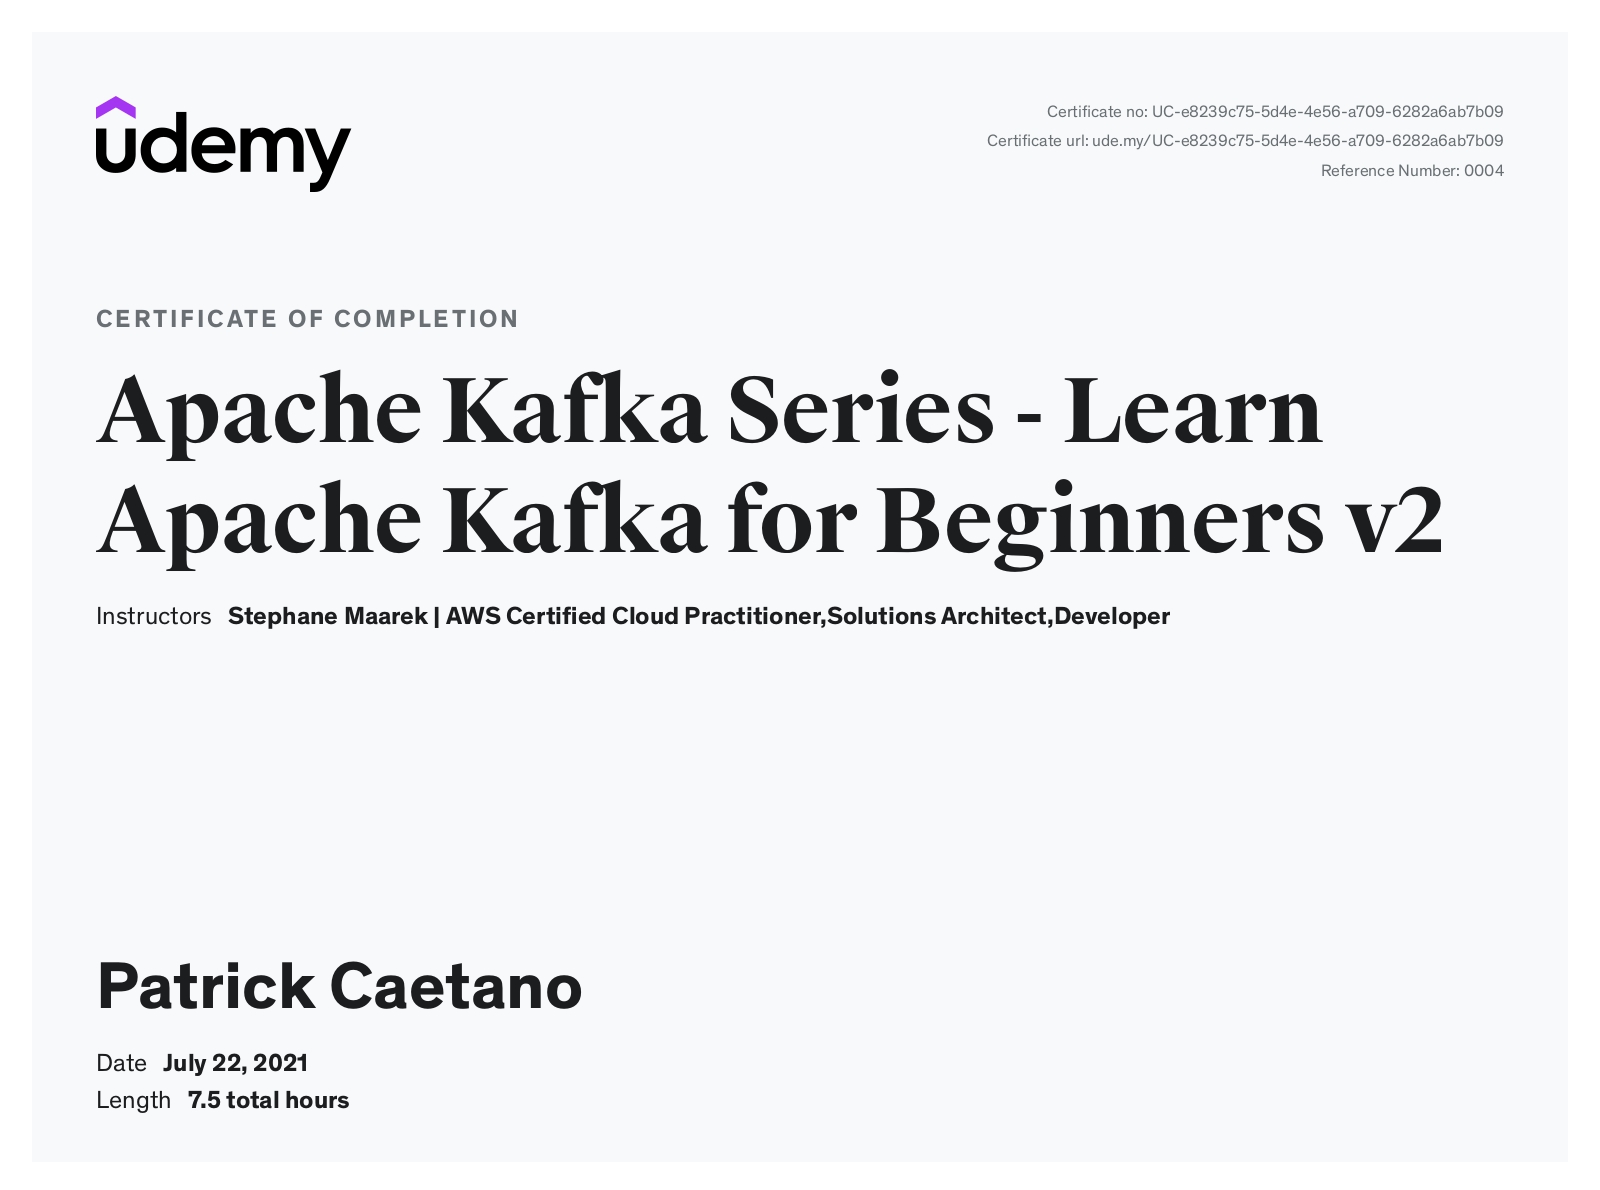 udemy
Certificate no: UC-e8239c75-5d4e-4e56-a709-6282a6ab7b09
Certificate url: ude.my/UC-e8239c75-5d4e-4e56-a709-6282a6ab7b09
Reference Number: 0004
CERTIFICATE OF COMPLETION
Apache Kafka Series - Learn
Apache Kafka for Beginners v2
Instructors Stephane Maarek | AWS Certified Cloud Practitioner,Solutions Architect,Developer
Patrick Caetano
Date July 22, 2021
Length 7.5 total hours